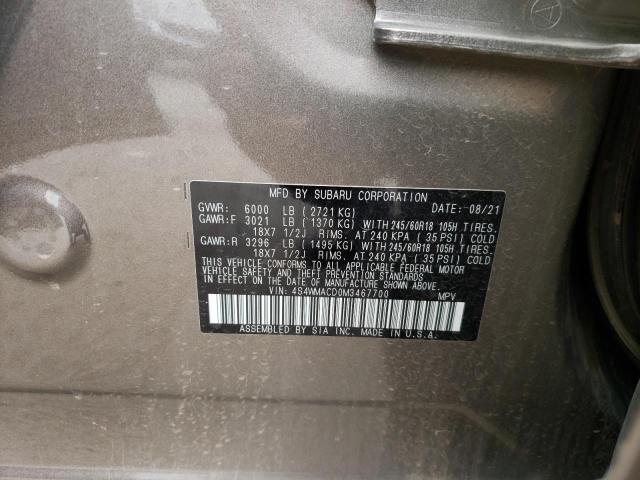 MFD BY SUBARU CORPORATION
GVWR: 6000 LB (2721 KG) DATE: 08/21
GAWR:F 3021 LB (1370 KG) WITH 245/60R18 105H TIRES,
18X7 1/2J RIMS, AT 240 KPA (35 PSI) COLD
GAWR:R 3296 LB (1495 KG) WITH 245/60R18 105H TIRES,
18X7 1/2J RIMS, AT 240 KPA (35 PSI) COLD
THIS VEHICLE CONFORMS TO ALL APPLICABLE FEDERAL MOTOR
VEHICLE SAFETY AND THEFT PREVENTION STANDARDS
IN EFFECT ON THE DATE OF MANUFACTURE SHOWN ABOVE.
VIN: 4S4WMACD0M3467700 MPV
ASSEMBLED BY SIA INC. MADE IN U.S.A.